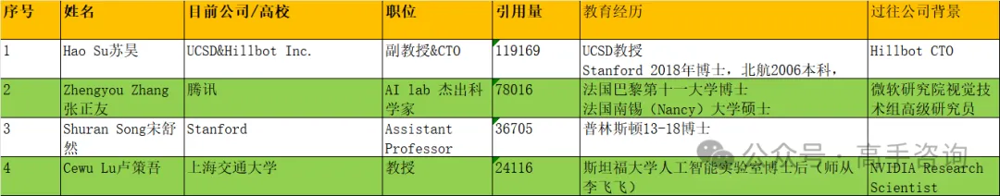 序号 姓名 目前公司/高校 职位 引用量 教育经历 过往公司背景
1 Hao Su苏昊 UCSD&Hillbot Inc. 副教授&CTO 119169 UCSD教授 Hillbot CTO
Stanford 2018年博士，北航2006本科，
2 Zhengyou Zhang 腾讯 AI lab 杰出科 78016 法国巴黎第十一大学博士 微软研究院视觉技
张正友 学家 法国南锡（Nancy）大学硕士 术组高级研究员
3 Shuran Song宋舒 Stanford Assistant 36705 普林斯顿13-18博士
然 Professor
4 Cewu Lu卢策吾 上海交通大学 教授 24116 斯坦福大学人工智能实验室博士后（师从 NVIDIA Research
李飞飞） Scientist
公众号·高手咨询